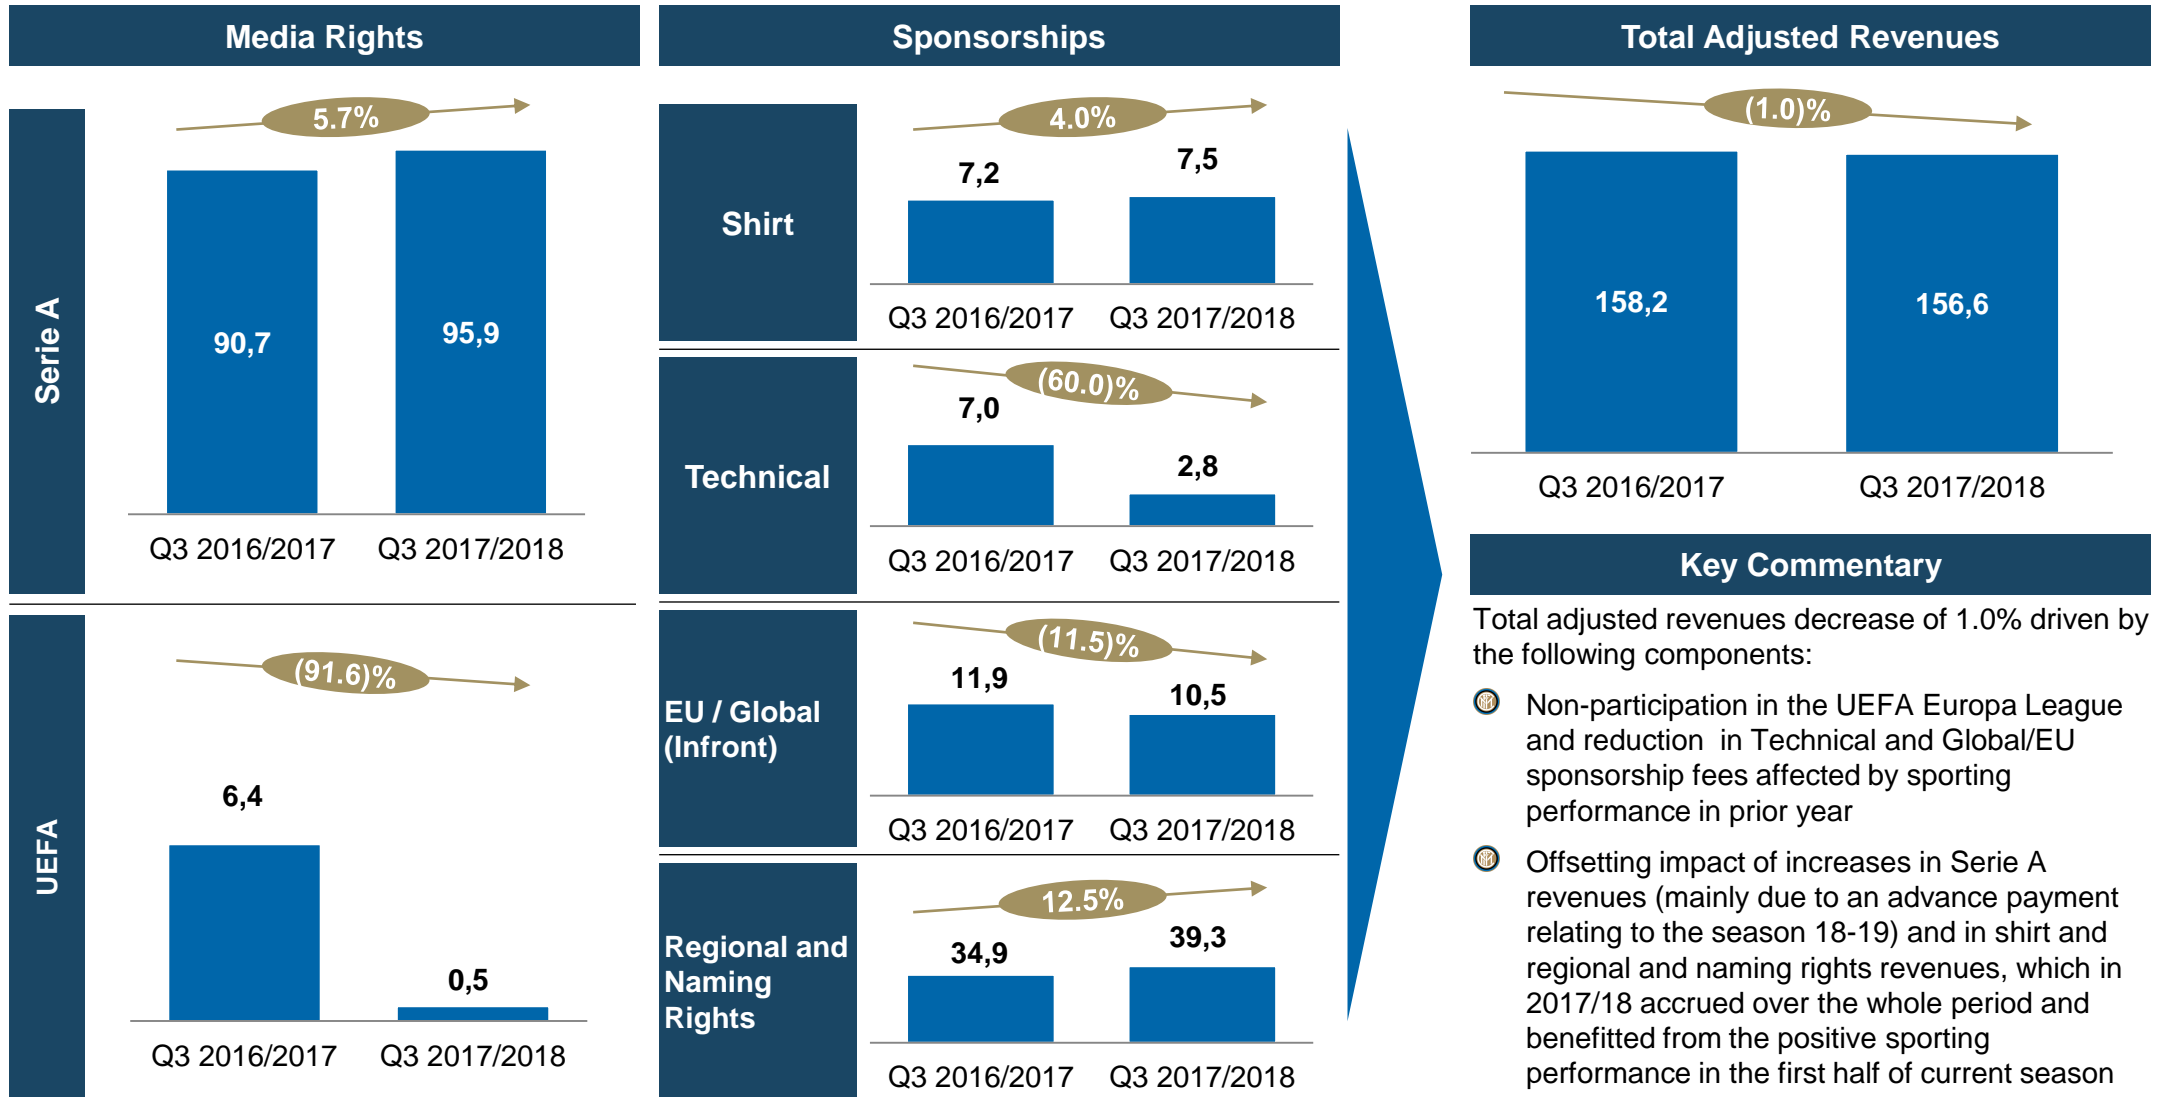 Media Rights
Serie A
5.7%
90,7
95,9
Q3 2016/2017
Q3 2017/2018
UEFA
(91.6)%
6,4
0,5
Q3 2016/2017
Q3 2017/2018
Sponsorships
Shirt
4.0%
7,2
7,5
Q3 2016/2017
Q3 2017/2018
Technical
(60.0)%
7,0
2,8
Q3 2016/2017
Q3 2017/2018
EU / Global
(Infront)
(11.5)%
11,9
10,5
Q3 2016/2017
Q3 2017/2018
Regional and
Naming
Rights
12.5%
34,9
39,3
Q3 2016/2017
Q3 2017/2018
Total Adjusted Revenues
(1.0)%
158,2
156,6
Q3 2016/2017
Q3 2017/2018
Key Commentary
Total adjusted revenues decrease of 1.0% driven by
the following components:
Non-participation in the UEFA Europa League
and reduction  in Technical and Global/EU
sponsorship fees affected by sporting
performance in prior year
Offsetting impact of increases in Serie A
revenues (mainly due to an advance payment
relating to the season 18-19) and in shirt and
regional and naming rights revenues, which in
2017/18 accrued over the whole period and
benefitted from the positive sporting
performance in the first half of current season